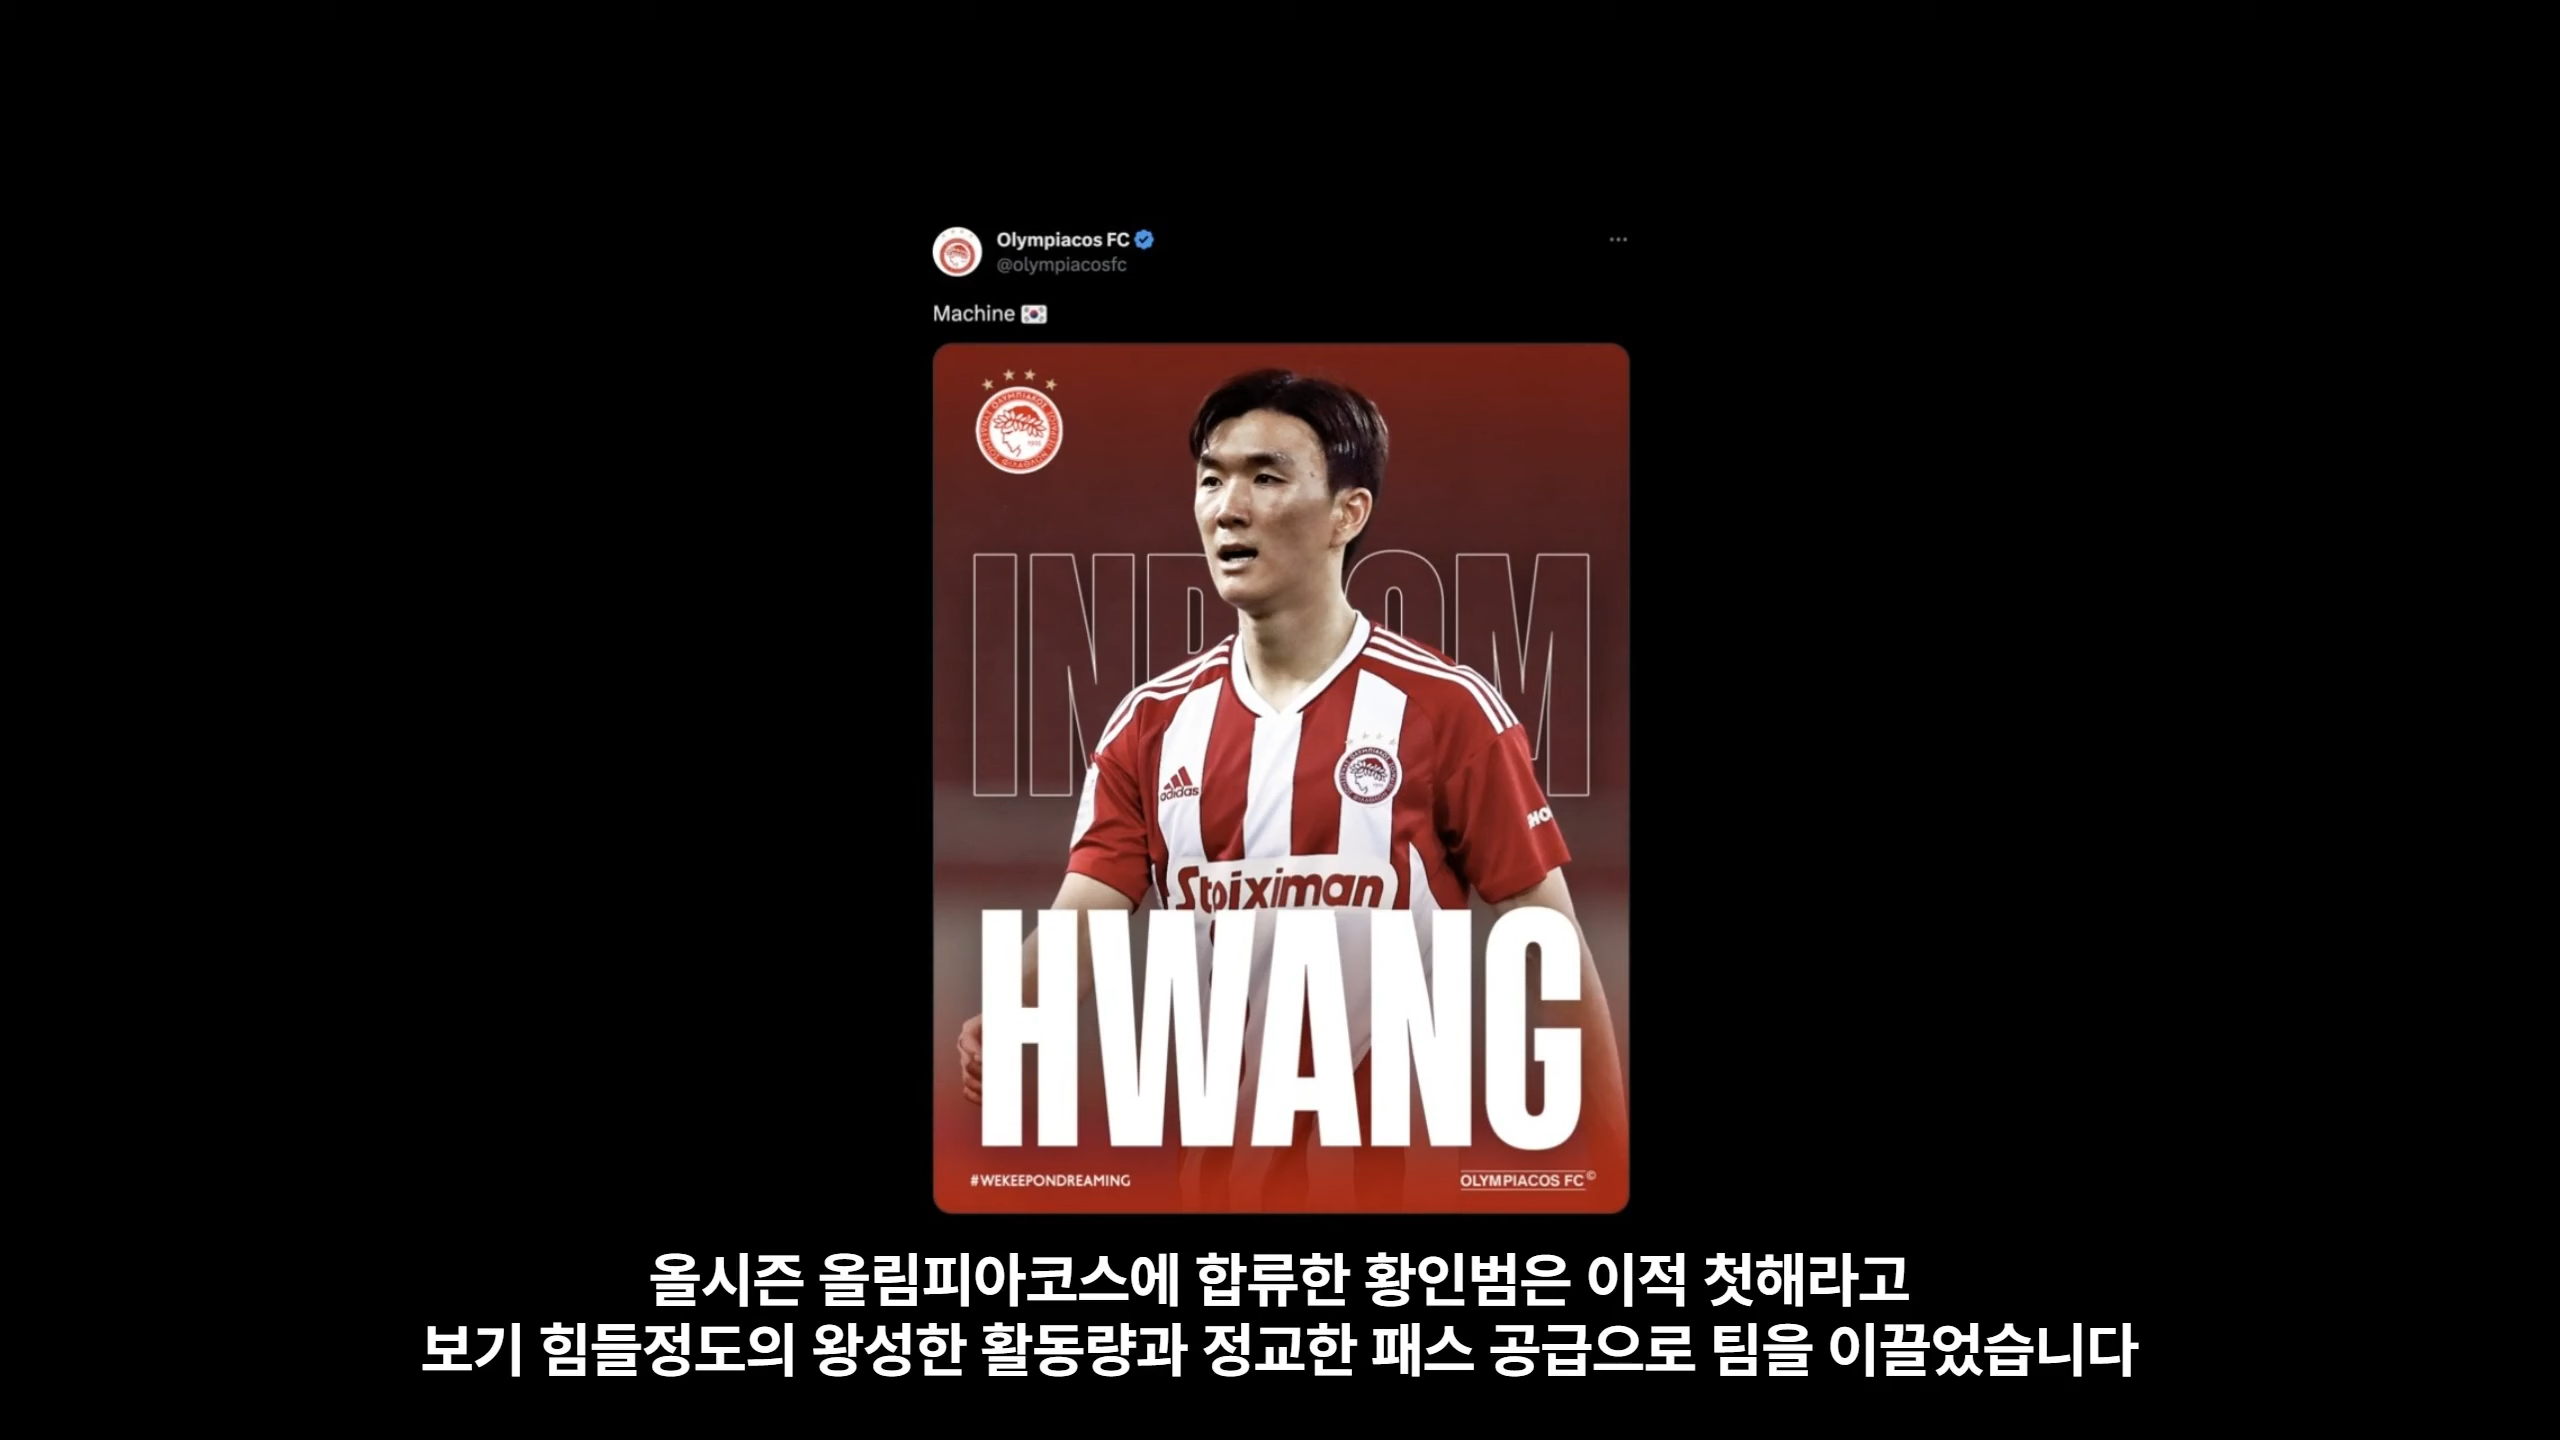 Olympiacos FC
@olympiacosfc
Machine
adidas
Stoiximan
HWANG
#WEKEEPONDREAMING
OLYMPIACOS FC©
올시즌 올림피아코스에 합류한 황인범은 이적 첫해라고
보기 힘들정도의 왕성한 활동량과 정교한 패스 공급으로 팀을 이끌었습니다